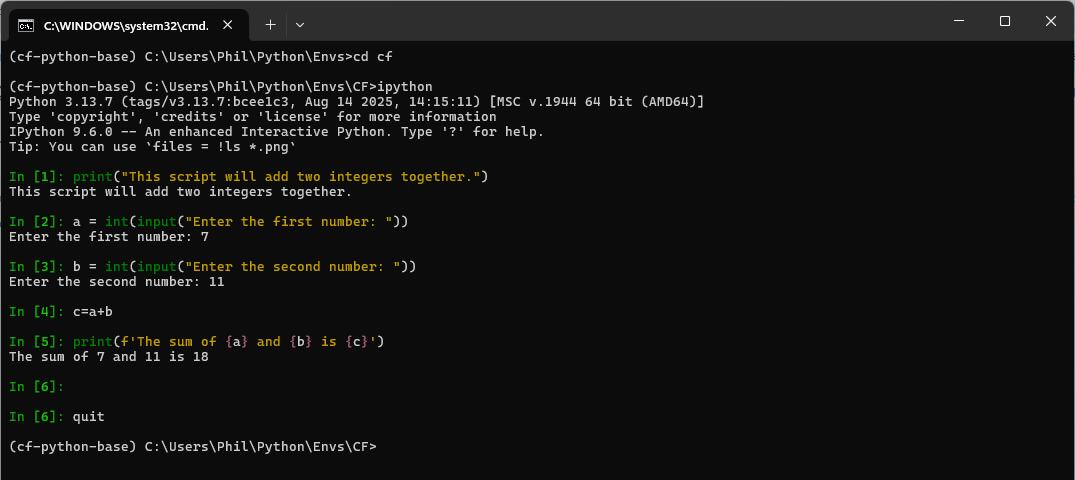 C:\WINDOWS\system32\cmd.
(cf-python-base) C:\Users\Phil\Python\Envs>cd cf
(cf-python-base) C:\Users\Phil\Python\Envs\CF>ipython
Python 3.13.7 (tags/v3.13.7:bcee1c3, Aug 14 2025, 14:15:11) [MSC v.1944 64 bit (AMD64)]
Type 'copyright', 'credits' or 'license' for more information
IPython 9.6.0 -- An enhanced Interactive Python. Type '?' for help.
Tip: You can use `files = !ls *.png`
In [1]: print("This script will add two integers together.")
This script will add two integers together.
In [2]: a = int(input("Enter the first number: "))
Enter the first number: 7
In [3]: b = int(input("Enter the second number: "))
Enter the second number: 11
In [4]: c=a+b
In [5]: print(f'The sum of {a} and {b} is {c}')
The sum of 7 and 11 is 18
In [6]:
In [6]: quit
(cf-python-base) C:\Users\Phil\Python\Envs\CF>